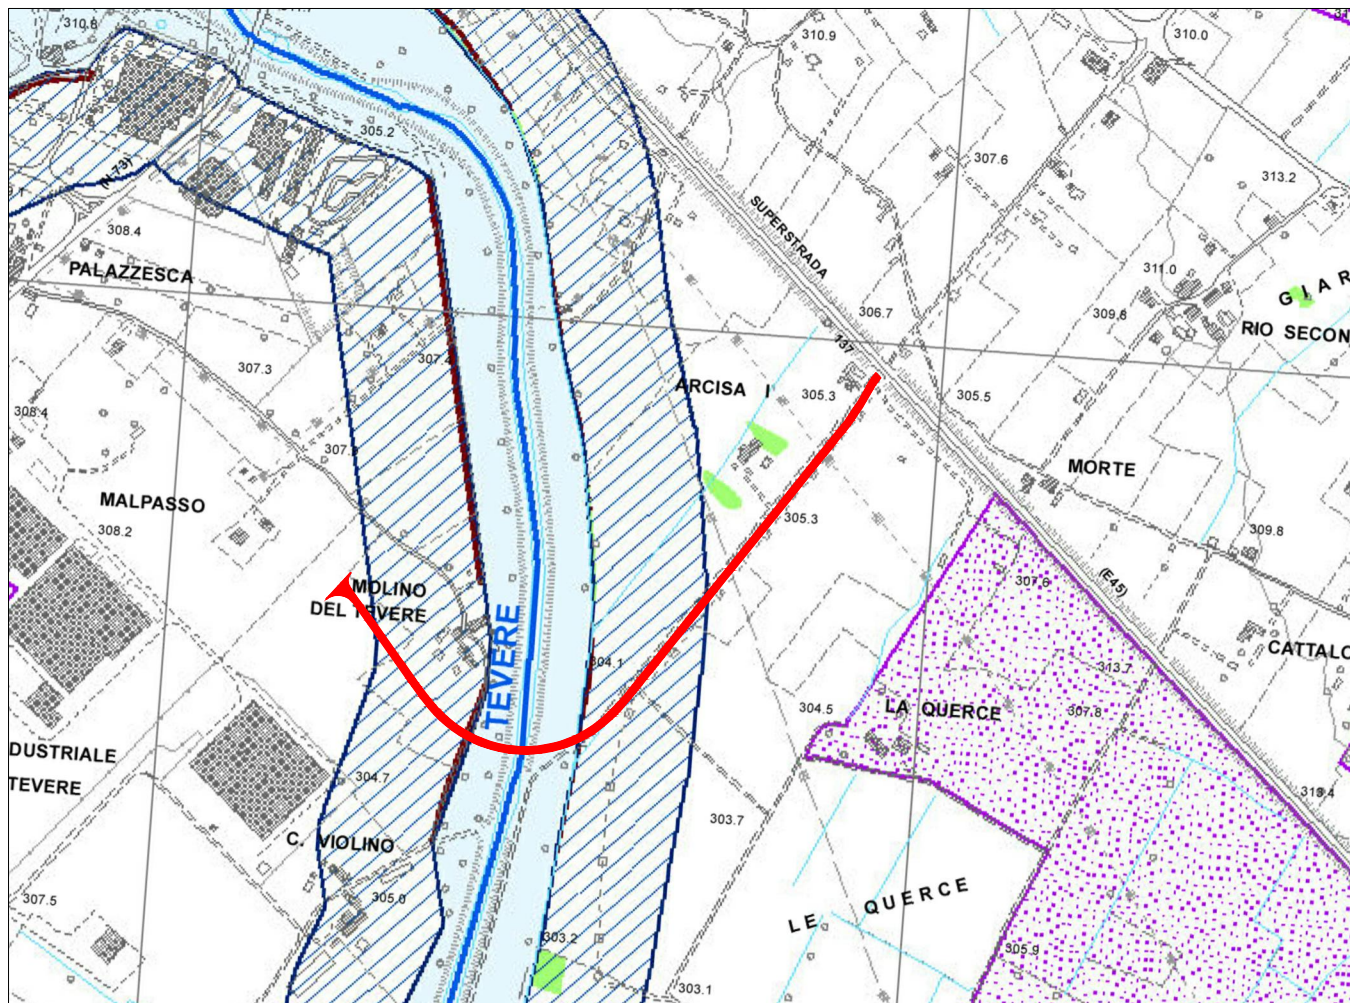 310.8
310.9
310.0
305.2
307.6
313.2
(N.73)
308.4
SUPERSTRADA
PALAZZESCA
311.0
GIAR
306.7
309.8
RIO SECON
137
307.4
307.3
ARCISA I'
305.3
305.5
308.4
MORTE
MALPASSO
305.3
308.2
309.8
(E45)
307.6
MOLINO
DEL TEVERE
TEVERE
CATTALO
304.1
313.7
304.5
LA QUERCE
307.8
DUSTRIALE
TEVERE
304.7
303.7
C. VIOLINO
305.0
307.5
LE QUERCE
303.2
305.9
303.1